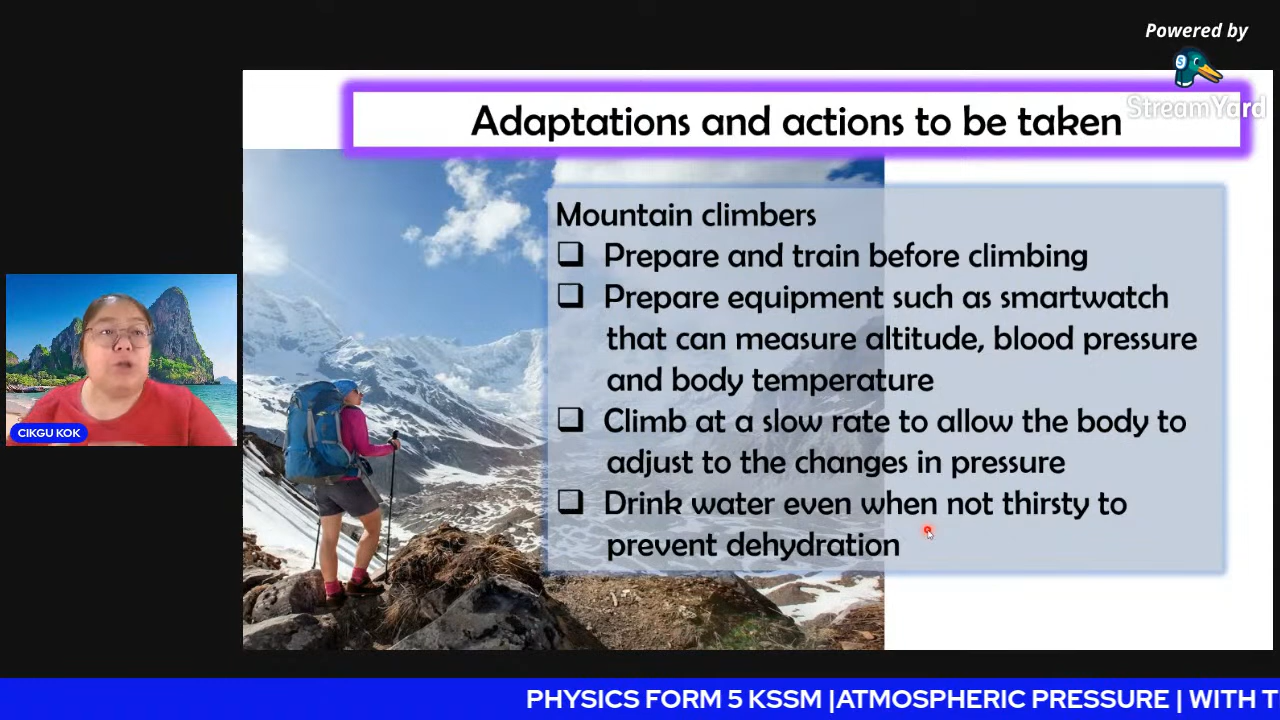 Powered by
S
StreamYard
Adaptations and actions to be taken
Mountain climbers
❑ Prepare and train before climbing
❑ Prepare equipment such as smartwatch
that can measure altitude, blood pressure
and body temperature
❑ Climb at a slow rate to allow the body to
adjust to the changes in pressure
❑ Drink water even when not thirsty to
prevent dehydration
CIKGU KOK
PHYSICS FORM 5 KSSM |ATMOSPHERIC PRESSURE | WITH T